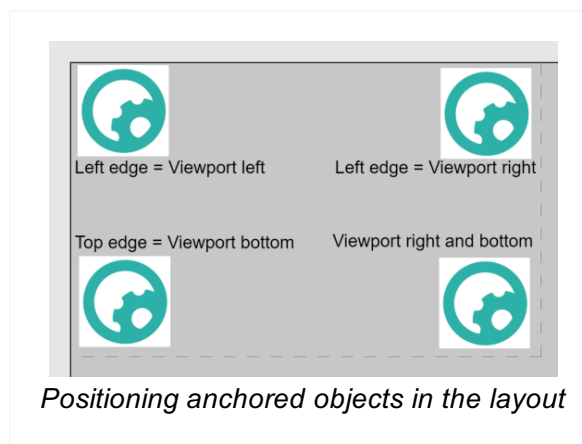 Left edge = Viewport left
Left edge = Viewport right
Top edge = Viewport bottom
Viewport right and bottom
Positioning anchored objects in the layout